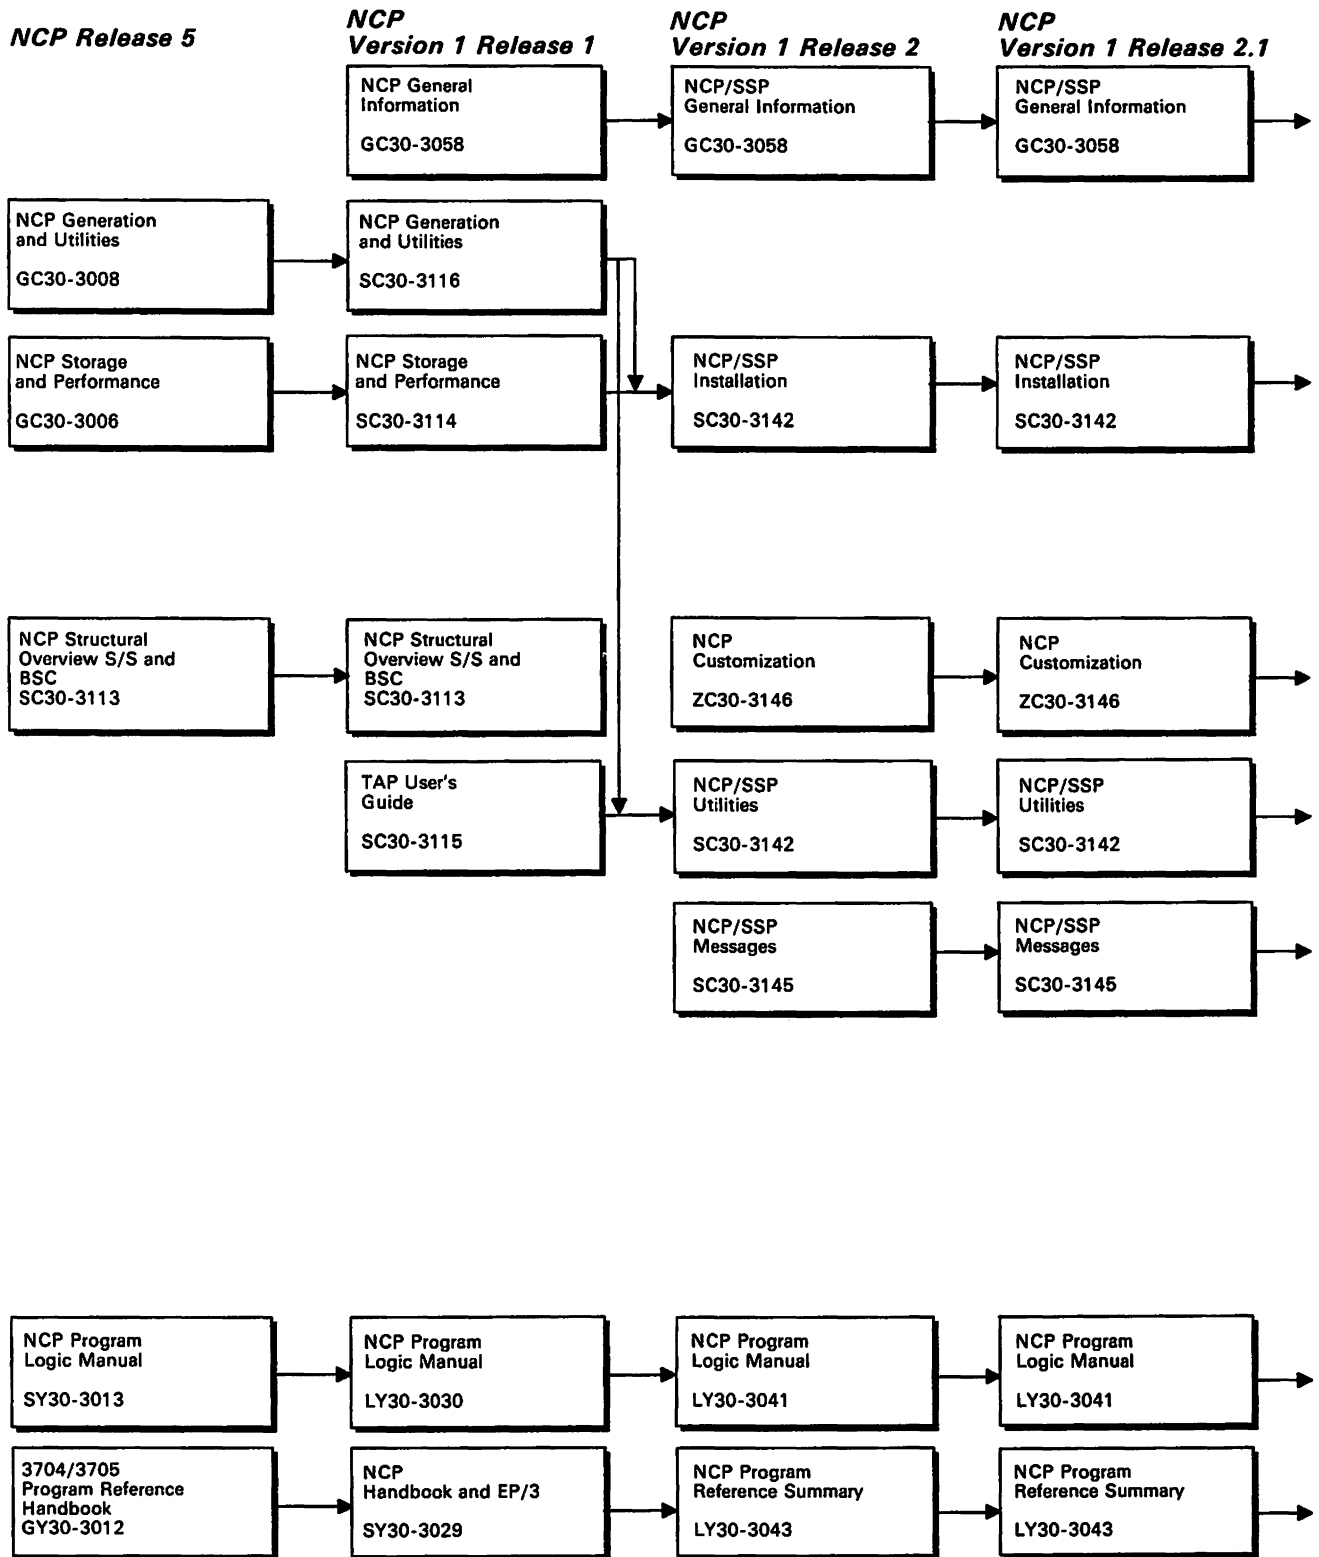 NCP Release 5
NCP
Version 1 Release 1
NCP
Version 1 Release 2
NCP
Version 1 Release 2.1
NCP General
Information
GC30-3058
NCP/SSP
General Information
GC30-3058
NCP/SSP
General Information
GC30-3058
NCP Generation
and Utilities
GC30-3008
NCP Generation
and Utilities
SC30-3116
NCP Storage
and Performance
GC30-3006
NCP Storage
and Performance
SC30-3114
NCP/SSP
Installation
SC30-3142
NCP/SSP
Installation
SC30-3142
NCP Structural
Overview S/S and
BSC
SC30-3113
NCP Structural
Overview S/S and
BSC
SC30-3113
NCP
Customization
ZC30-3146
NCP
Customization
ZC30-3146
TAP User's
Guide
SC30-3115
NCP/SSP
Utilities
SC30-3142
NCP/SSP
Utilities
SC30-3142
NCP/SSP
Messages
SC30-3145
NCP/SSP
Messages
SC30-3145
NCP Program
Logic Manual
SY30-3013
NCP Program
Logic Manual
LY30-3030
NCP Program
Logic Manual
LY30-3041
NCP Program
Logic Manual
LY30-3041
3704/3705
Program Reference
Handbook
GY30-3012
NCP
Handbook and EP/3
SY30-3029
NCP Program
Reference Summary
LY30-3043
NCP Program
Reference Summary
LY30-3043